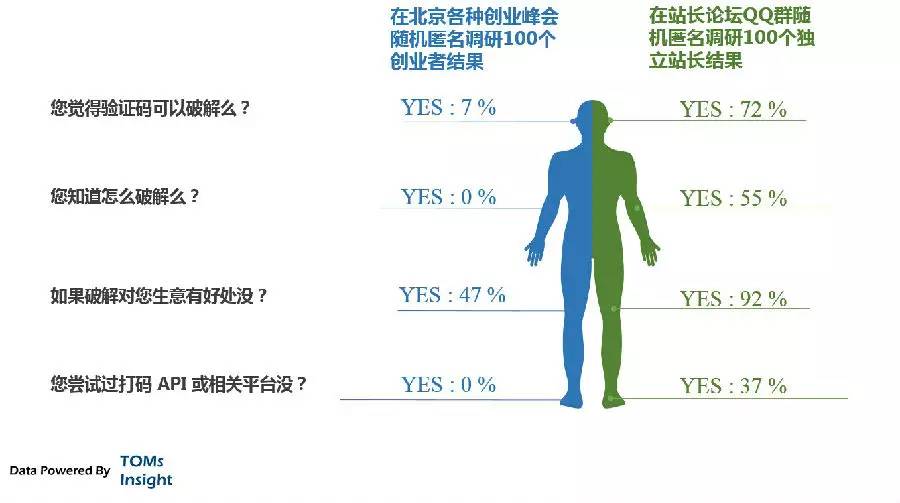 在北京各种创业峰会
随机匿名调研100个
创业者结果
在站长论坛QQ群随
机匿名调研100个独
立站长结果
您觉得验证码可以破解么？
YES : 7 %
YES : 72 %
您知道怎么破解么？
YES : 0 %
YES : 55 %
如果破解对您生意有好处没？
YES : 47 %
YES : 92 %
您尝试过打码 API 或相关平台没？
YES : 0 %
YES : 37 %
Data Powered By
TOMs
Insight